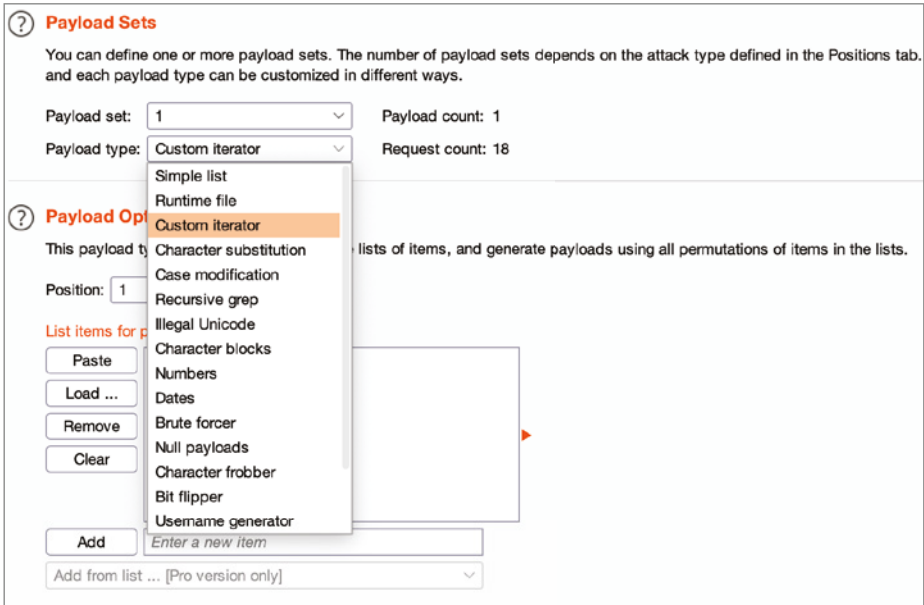 Payload Sets
You can define one or more payload sets. The number of payload sets depends on the attack type defined in the Positions tab.
and each payload type can be customized in different ways.
Payload set: 1 Payload count: 1
Payload type: Custom iterator Request count: 18
Simple list
Runtime file
Payload Opt
Custom iterator
This payload ty
Character substitution
lists of items, and generate payloads using all permutations of items in the lists.
Case modification
Position: 1
Recursive grep
Illegal Unicode
List items for p
Character blocks
Paste
Numbers
Load ...
Dates
Remove
Brute forcer
Clear
Null payloads
Character frobber
Bit flipper
Username generator
Add Enter a new item
Add from list ... [Pro version only]